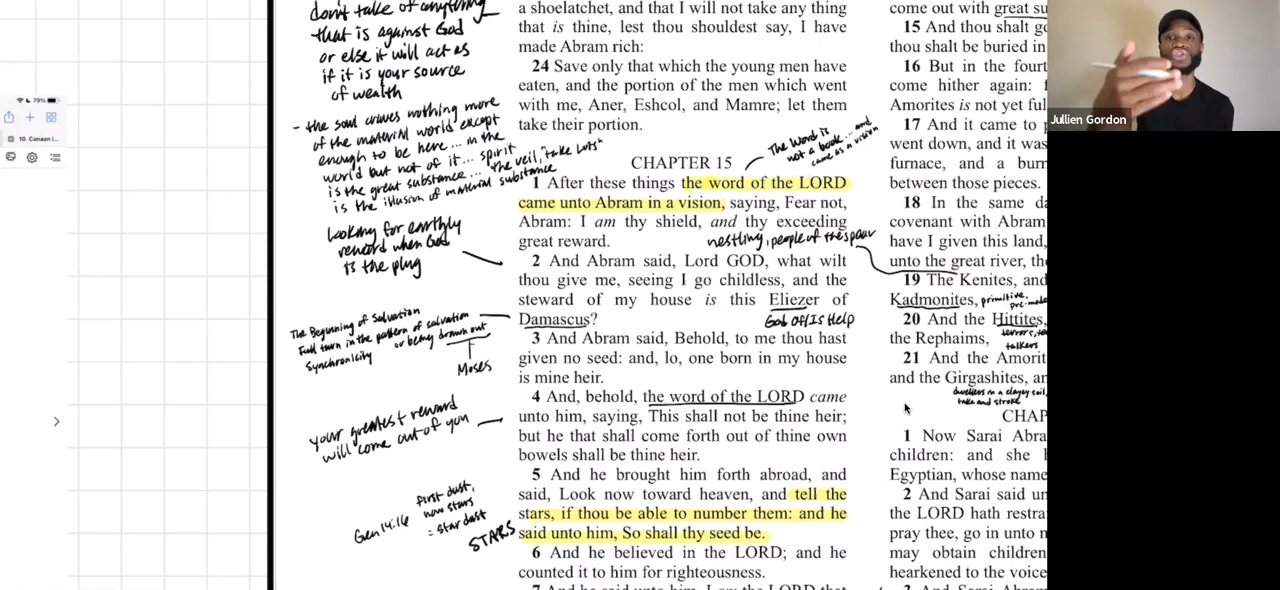 don't take of anything
that is against God
or else it will act as
if it is your source
of wealth
- the soul craves nothing more
of the material world except
enough to be here... in the
world but not of it... spirit
is the great substance... the veil, "take Lots"
is the illusion of material substance
looking for earthly
reward when God
is the plug
The Beginning of Salvation
Full turn in the pattern of salvation
or being drawn out
Synchronicity
Moses
your greatest reward
will come out of you
first dust,
now stars
= star dust
Gen 14:16
STARS
79%
10. Canaan i...
a shoelatchet, and that I will not take any thing
that is thine, lest thou shouldest say, I have
made Abram rich:
24 Save only that which the young men have
eaten, and the portion of the men which went
with me, Aner, Eshcol, and Mamre; let them
take their portion.
The Word is
not a book... and
came as a vision
CHAPTER 15
1 After these things the word of the LORD
came unto Abram in a vision, saying, Fear not,
Abram: I am thy shield, and thy exceeding
great reward.
nestling, people of the spear
2 And Abram said, Lord GOD, what wilt
thou give me, seeing I go childless, and the
steward of my house is this Eliezer of
Damascus?
God of/Is Help
3 And Abram said, Behold, to me thou hast
given no seed: and, lo, one born in my house
is mine heir.
4 And, behold, the word of the LORD came
unto him, saying, This shall not be thine heir;
but he that shall come forth out of thine own
bowels shall be thine heir.
5 And he brought him forth abroad, and
said, Look now toward heaven, and tell the
stars, if thou be able to number them: and he
said unto him, So shall thy seed be.
6 And he believed in the LORD; and he
counted it to him for righteousness.
come out with great su
15 And thou shalt go
thou shalt be buried in
16 But in the fourt
come hither again: f
Amorites is not yet ful
17 And it came to p
went down, and it was
furnace, and a burn
between those pieces.
18 In the same da
covenant with Abram
have I given this land,
unto the great river, the
19 The Kenites, and
Kadmonites, primitive,
20 And the Hittites,
the Rephaims,
terrors,
talkers
21 And the Amorit
and the Girgashites, an
dwellers in a clayey soil,
CHAP
1 Now Sarai Abra
children: and she h
Egyptian, whose name
2 And Sarai said un
the LORD hath restra
pray thee, go in unto n
may obtain children
hearkened to the voice
Jullien Gordon